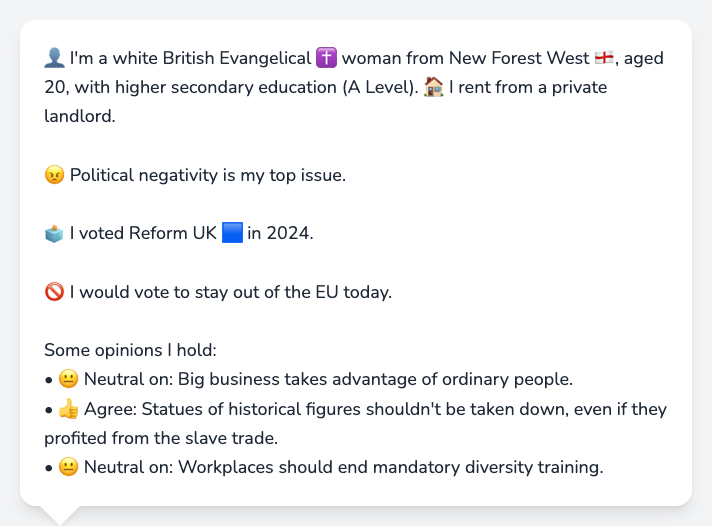 👤 I'm a white British Evangelical ✝️ woman from New Forest West 🏴󠁧󠁢󠁥󠁮󠁧󠁿, aged
20, with higher secondary education (A Level). 🏠 I rent from a private
landlord.
😠 Political negativity is my top issue.
🗳️ I voted Reform UK 🟦 in 2024.
🚫 I would vote to stay out of the EU today.
Some opinions I hold:
• 😐 Neutral on: Big business takes advantage of ordinary people.
• 👍 Agree: Statues of historical figures shouldn't be taken down, even if they
profited from the slave trade.
• 😐 Neutral on: Workplaces should end mandatory diversity training.